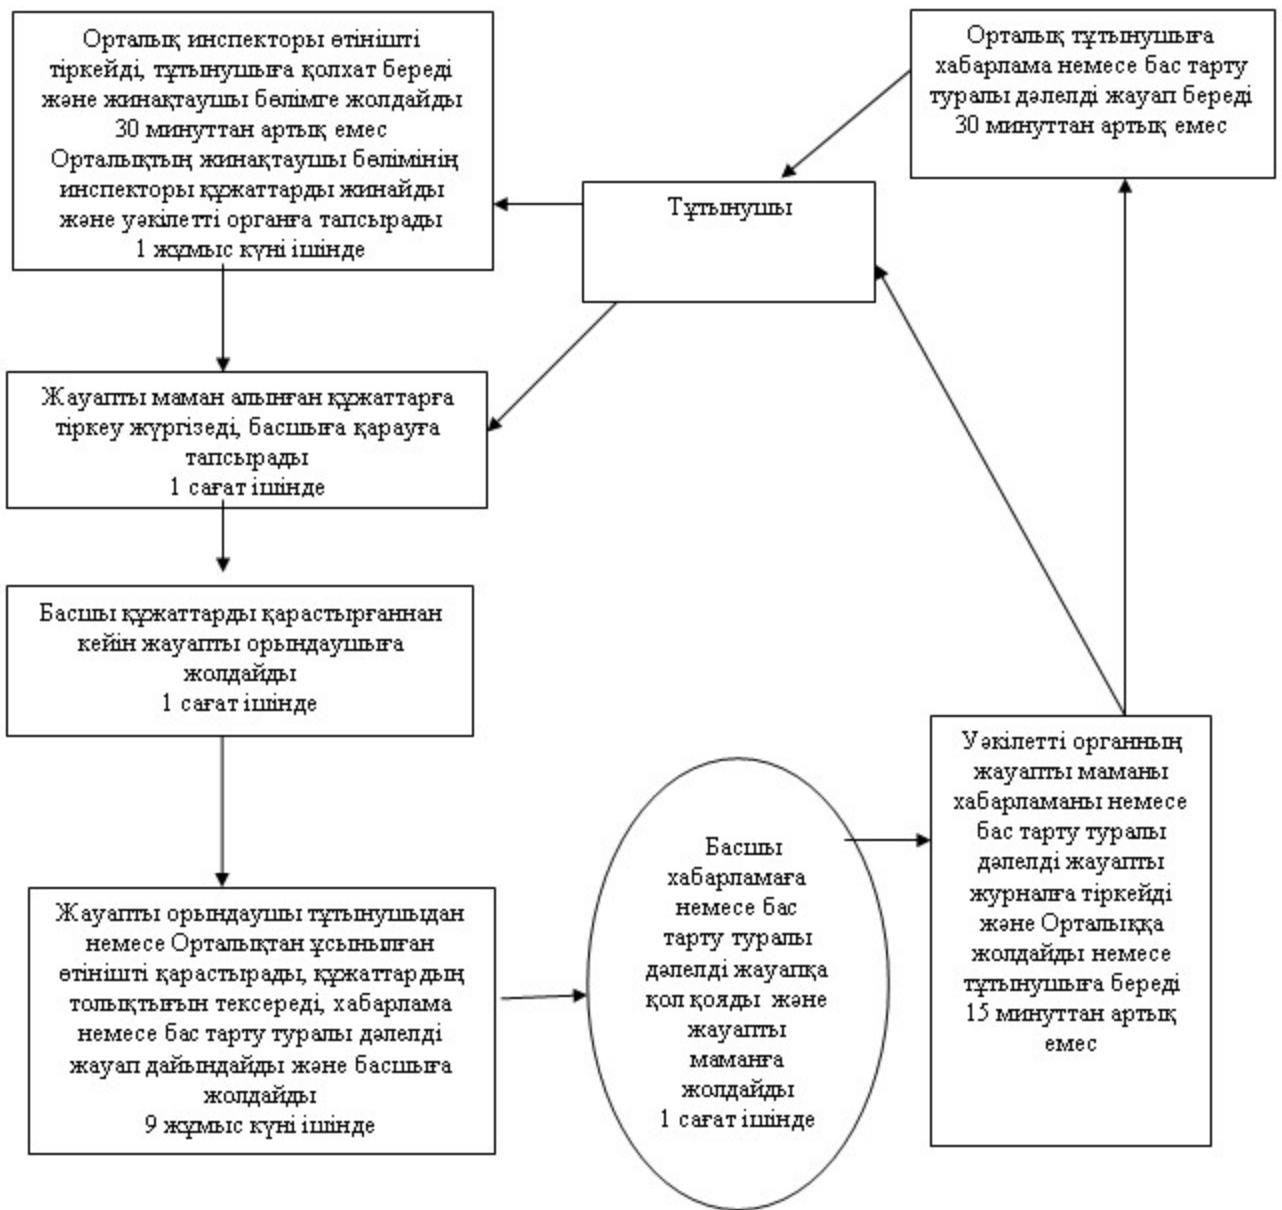 Орталық инспекторы өтінішті
тіркейді, тұтынушыға қолхат береді
және жинақтаушы бөлімге жолдайды
30 минуттан артық емес
Орталықтың жинақтаушы бөлімінің
инспекторы құжаттарды жинайды
және уәкілетті органға тапсырады
1 жұмыс күні ішінде
Орталық тұтынушыға
хабарлама немесе бас тарту
туралы дәлелді жауап береді
30 минуттан артық емес
Тұтынушы
Жауапты маман алынған құжаттарға
тіркеу жүргізеді, басшыға қарауға
тапсырады
1 сағат ішінде
Басшы құжаттарды қарастырғаннан
кейін жауапты орындаушыға
жолдайды
1 сағат ішінде
Жауапты орындаушы тұтынушыдан
немесе Орталықтан ұсынылған
өтінішті қарастырады, құжаттардың
толықтығын тексереді, хабарлама
немесе бас тарту туралы дәлелді
жауап дайындайды және басшыға
жолдайды
9 жұмыс күні ішінде
Басшы
хабарламаға
немесе бас
тарту туралы
дәлелді жауапқа
қол қояды және
жауапты
маманға
жолдайды
1 сағат ішінде
Уәкілетті органның
жауапты маманы
хабарламаны немесе
бас тарту туралы
дәлелді жауапты
журналға тіркейді
және Орталыққа
жолдайды немесе
тұтынушыға береді
15 минуттан артық
емес